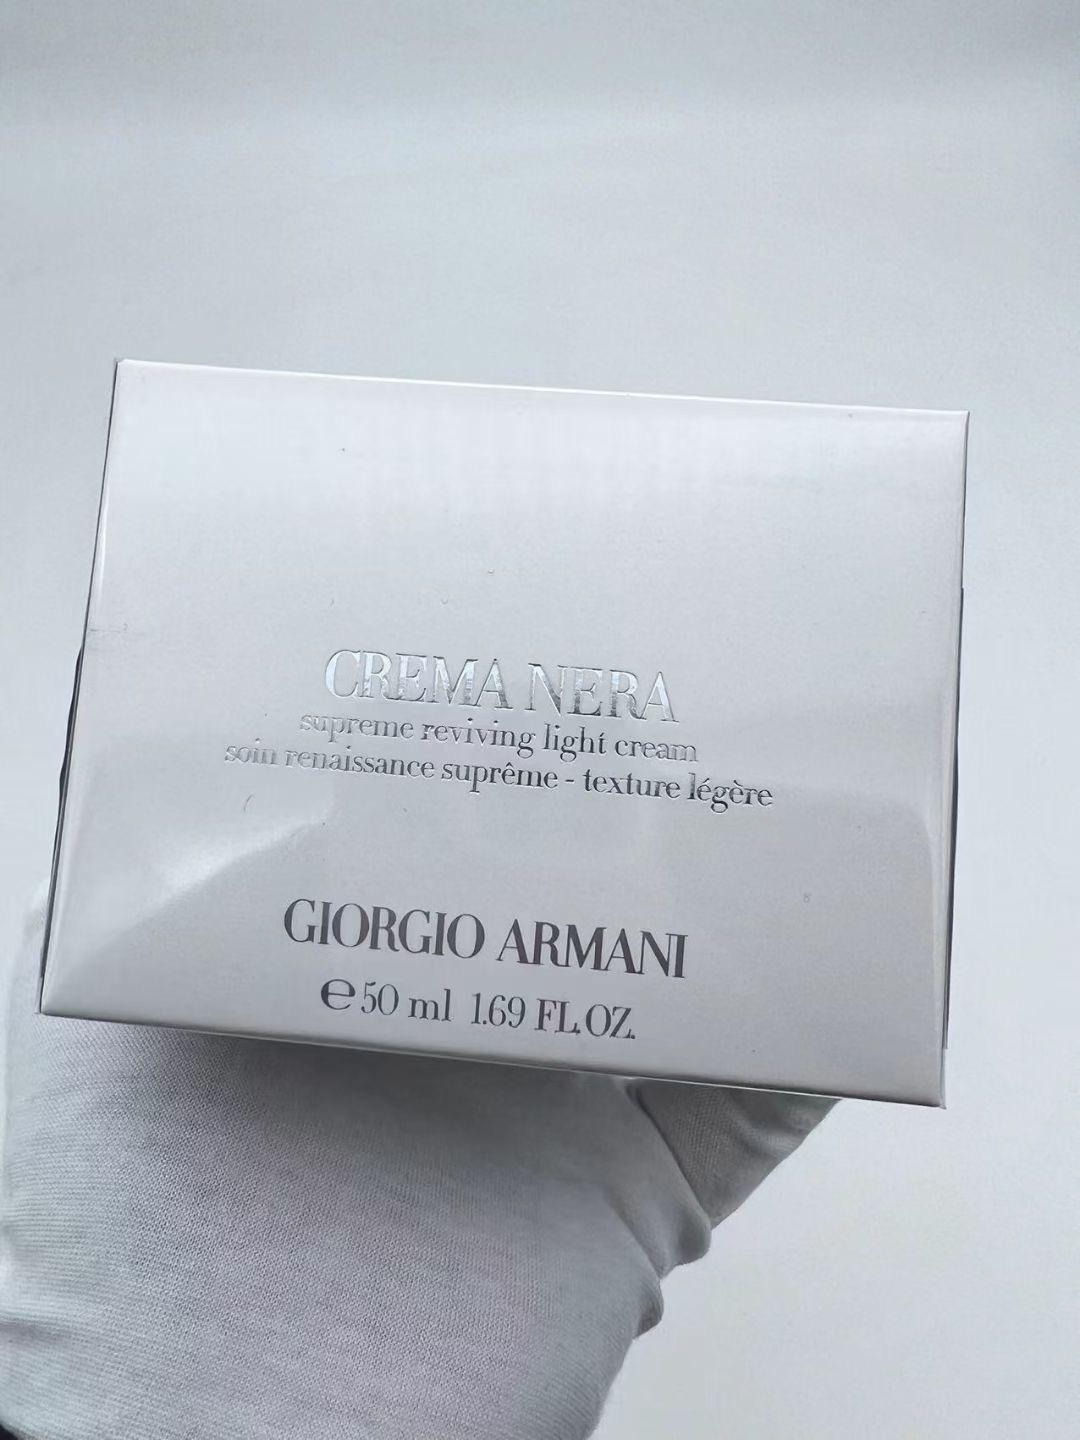 CREMA NERA
supreme reviving light cream
soin renaissance suprême - texture légère
GIORGIO ARMANI
℮50 ml 1.69 FL.OZ.